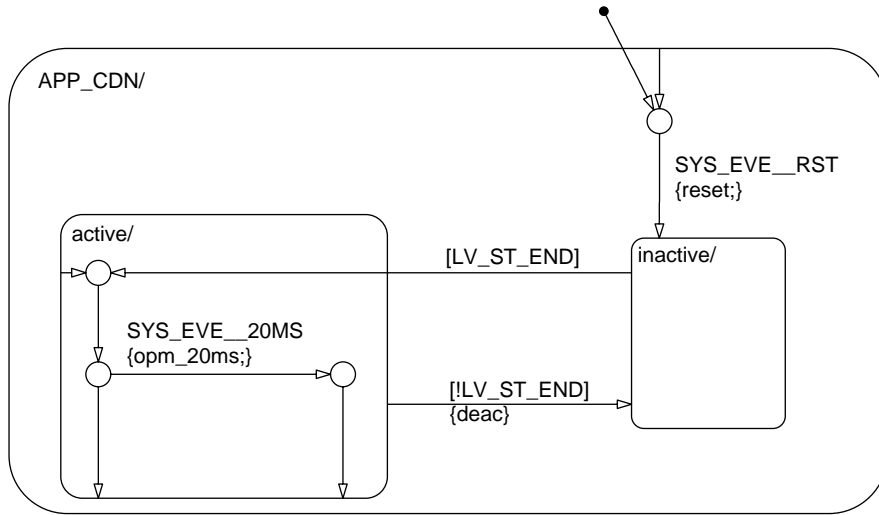 APP_CDN/
SYS_EVE__RST
{reset;}
active/
[LV_ST_END]
inactive/
SYS_EVE__20MS
{opm_20ms;}
[!LV_ST_END]
{deac}